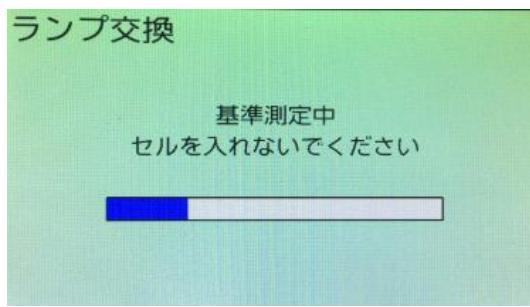 ランプ交換
基準測定中
セルを入れないでください